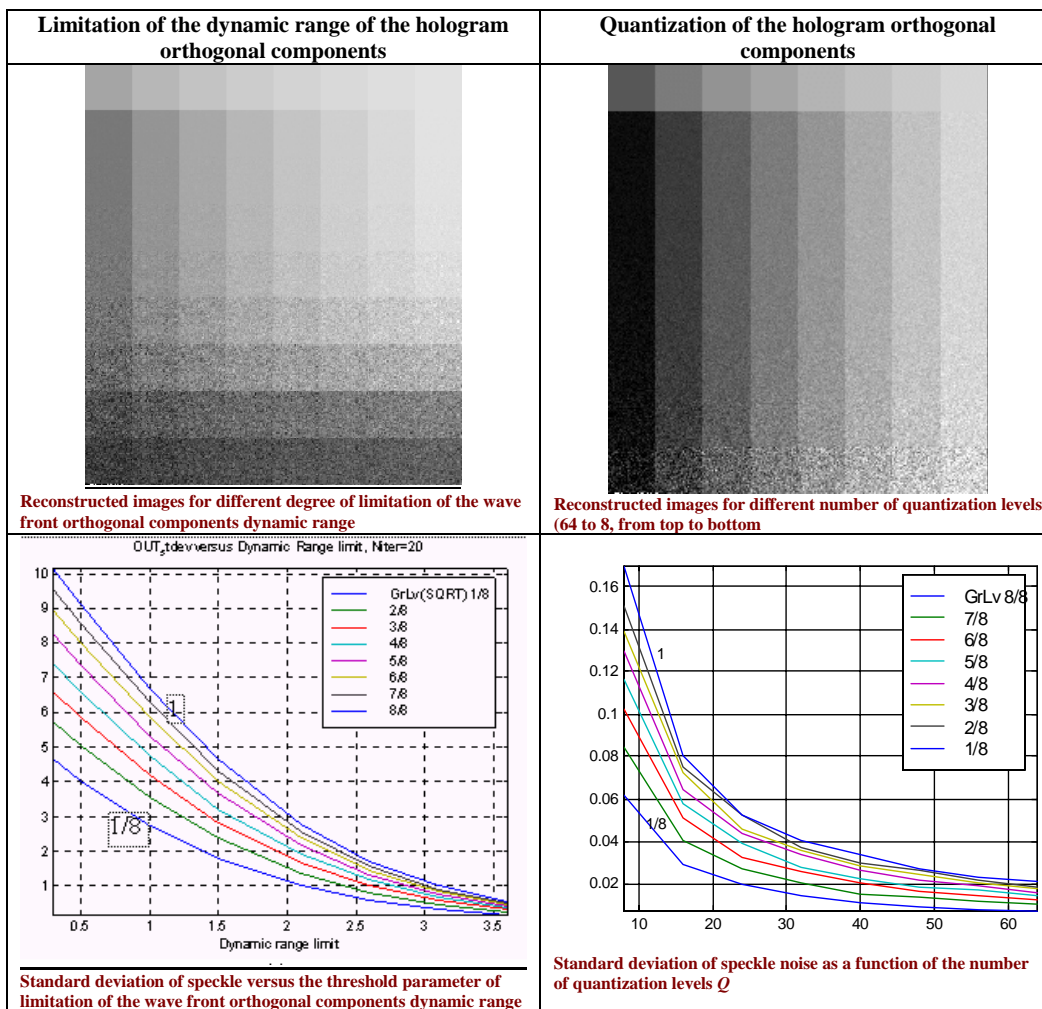 Limitation of the dynamic range of the hologram
orthogonal components
Quantization of the hologram orthogonal
components
Reconstructed images for different degree of limitation of the wave
front orthogonal components dynamic range
Reconstructed images for different number of quantization levels
(64 to 8, from top to bottom
OUT_stdev versus Dynamic Range limit, Niter=20
10
9
8
7
6
5
4
3
2
1
GrLv(SQRT) 1/8
2/8
3/8
4/8
5/8
6/8
7/8
8/8
1
1/8
0.5 1 1.5 2 2.5 3 3.5
Dynamic range limit
Standard deviation of speckle versus the threshold parameter of
limitation of the wave front orthogonal components dynamic range
0.16
0.14
0.12
0.1
0.08
0.06
0.04
0.02
GrLv 8/8
7/8
6/8
5/8
4/8
3/8
2/8
1/8
1
1/8
10 20 30 40 50 60
Standard deviation of speckle noise as a function of the number
of quantization levels Q